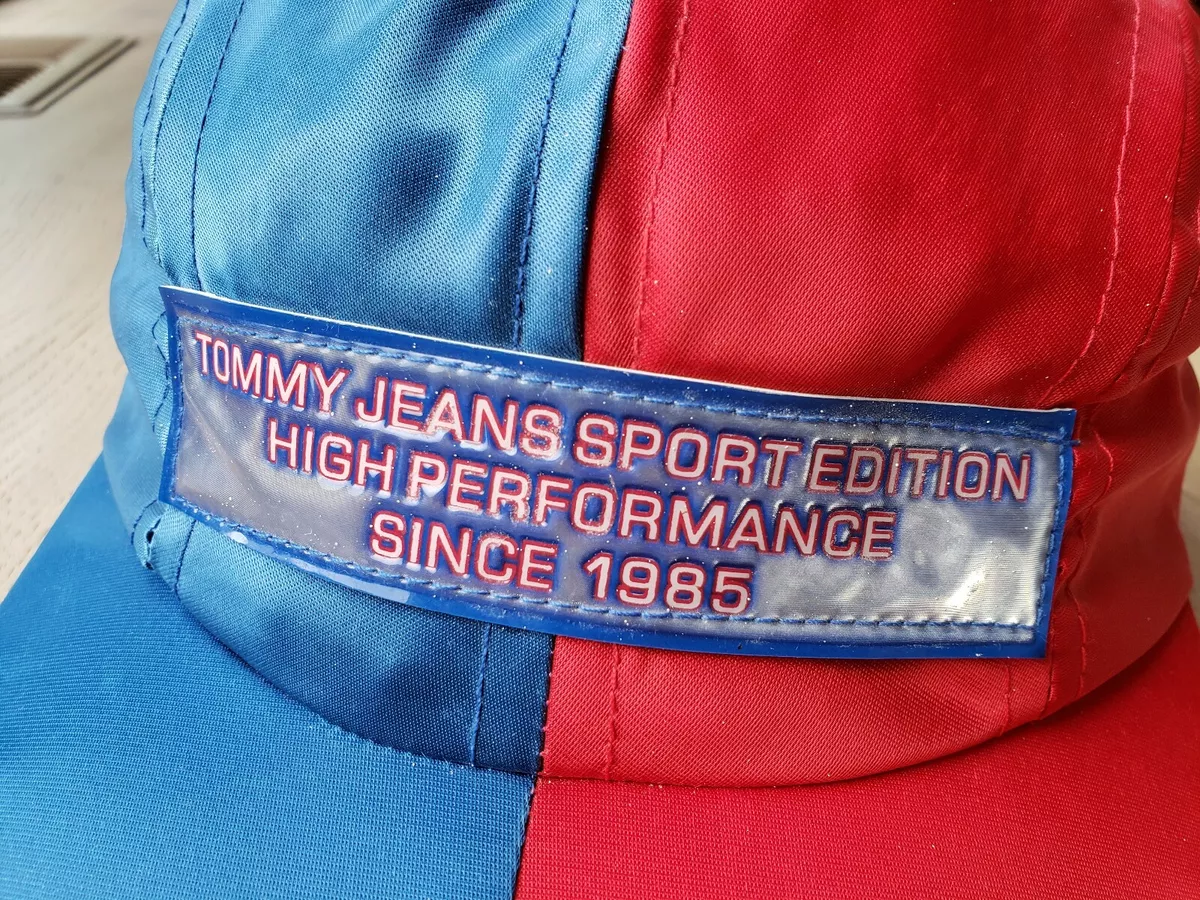 TOMMY JEANS SPORT EDITION
HIGH PERFORMANCE
SINCE 1985